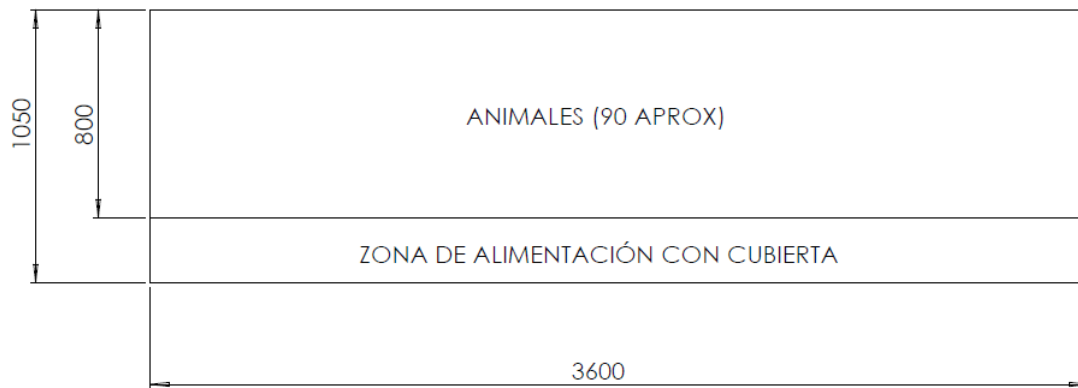 1050
800
ANIMALES (90 APROX)
ZONA DE ALIMENTACIÓN CON CUBIERTA
3600